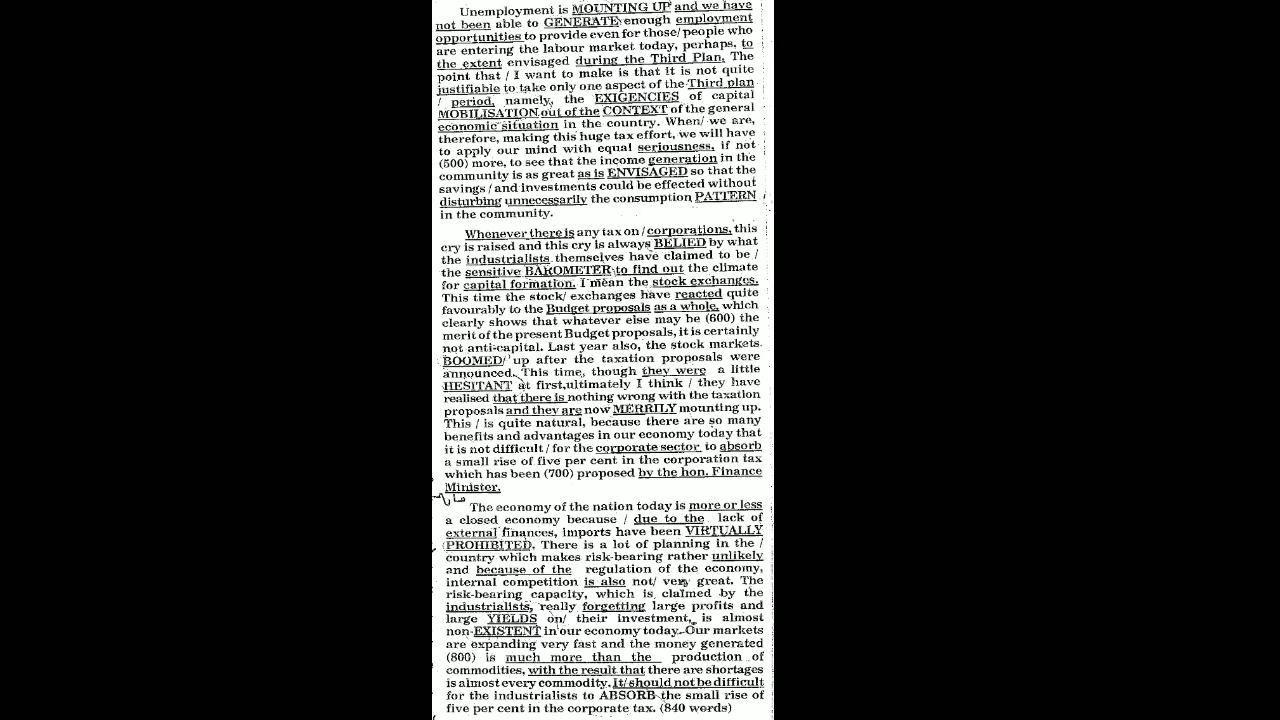 Unemployment is MOUNTING UP and we have
not been able to GENERATE enough employment
opportunities to provide even for those/ people who
are entering the labour market today, perhaps, to
the extent envisaged during the Third Plan. The
point that / I want to make is that it is not quite
justifiable to take only one aspect of the Third plan
/ period, namely, the EXIGENCIES of capital
MOBILISATION out of the CONTEXT of the general
economic situation in the country. When/ we are,
therefore, making this huge tax effort, we will have
to apply our mind with equal seriousness, if not
(500) more, to see that the income generation in the
community is as great as is ENVISAGED so that the
savings / and investments could be effected without
disturbing unnecessarily the consumption PATTERN
in the community.
Whenever there is any tax on / corporations, this
cry is raised and this cry is always BELIED by what
the industrialists themselves have claimed to be /
the sensitive BAROMETER to find out the climate
for capital formation. I mean the stock exchanges.
This time the stock/ exchanges have reacted quite
favourably to the Budget proposals as a whole, which
clearly shows that whatever else may be (600) the
merit of the present Budget proposals, it is certainly
not anti-capital. Last year also, the stock markets
BOOMED/ up after the taxation proposals were
announced. This time, though they were a little
HESITANT at first,ultimately I think / they have
realised that there is nothing wrong with the taxation
proposals and they are now MERRILY mounting up.
This / is quite natural, because there are so many
benefits and advantages in our economy today that
it is not difficult / for the corporate sector to absorb
a small rise of five per cent in the corporation tax
which has been (700) proposed by the hon. Finance
Minister.
The economy of the nation today is more or less
a closed economy because / due to the lack of
external finances, imports have been VIRTUALLY
PROHIBITED. There is a lot of planning in the /
country which makes risk-bearing rather unlikely
and because of the regulation of the economy,
internal competition is also not/ very great. The
risk-bearing capacity, which is claimed by the
industrialists, really forgetting large profits and
large YIELDS on/ their investment, is almost
non-EXISTENT in our economy today. Our markets
are expanding very fast and the money generated
(800) is much more than the production of
commodities, with the result that there are shortages
is almost every commodity. It/ should not be difficult
for the industrialists to ABSORB the small rise of
five per cent in the corporate tax. (840 words)